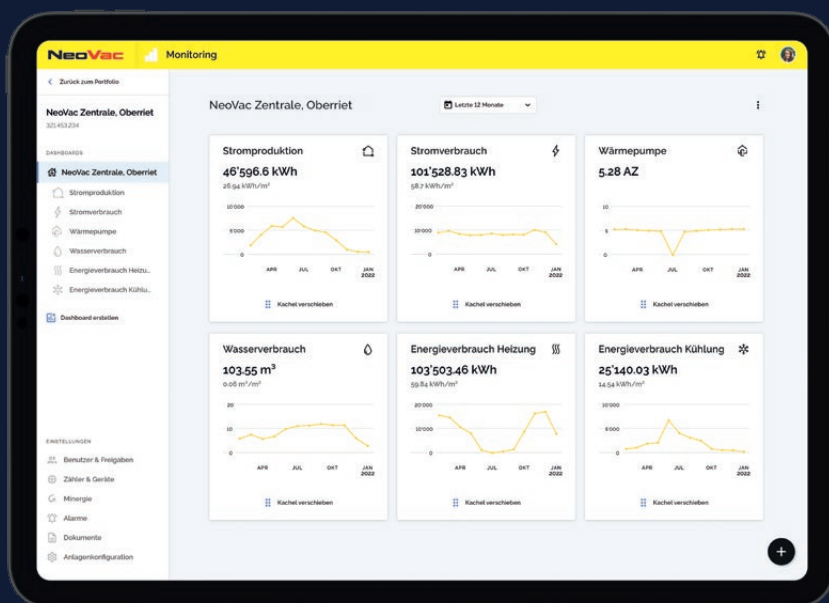 NeoVac
Monitoring
Zurück zum Portfolio
NeoVac Zentrale, Oberriet
321.453.234
DASHBOARDS
NeoVac Zentrale, Oberriet
Stromproduktion
Stromverbrauch
Wärmepumpe
Wasserverbrauch
Energieverbrauch Heizu...
Energieverbrauch Kühlu...
Dashboard erstellen
EINSTELLUNGEN
Benutzer & Freigaben
Zähler & Geräte
Minergie
Alarme
Dokumente
Anlagenkonfiguration
NeoVac Zentrale, Oberriet
Letzte 12 Monate
Stromproduktion
46'596.6 kWh
26.94 kWh/m²
10'000
5'000
0
APR JUL OKT JAN
2022
Kachel verschieben
Stromverbrauch
101'528.83 kWh
58.7 kWh/m²
20'000
10'000
0
APR JUL OKT JAN
2022
Kachel verschieben
Wärmepumpe
5.28 AZ
10
5
0
APR JUL OKT JAN
2022
Kachel verschieben
Wasserverbrauch
103.55 m³
0.06 m³/m²
20
10
0
APR JUL OKT JAN
2022
Kachel verschieben
Energieverbrauch Heizung
103'503.46 kWh
59.84 kWh/m²
20'000
10'000
0
APR JUL OKT JAN
2022
Kachel verschieben
Energieverbrauch Kühlung
25'140.03 kWh
14.54 kWh/m²
10'000
5'000
0
APR JUL OKT JAN
2022
Kachel verschieben